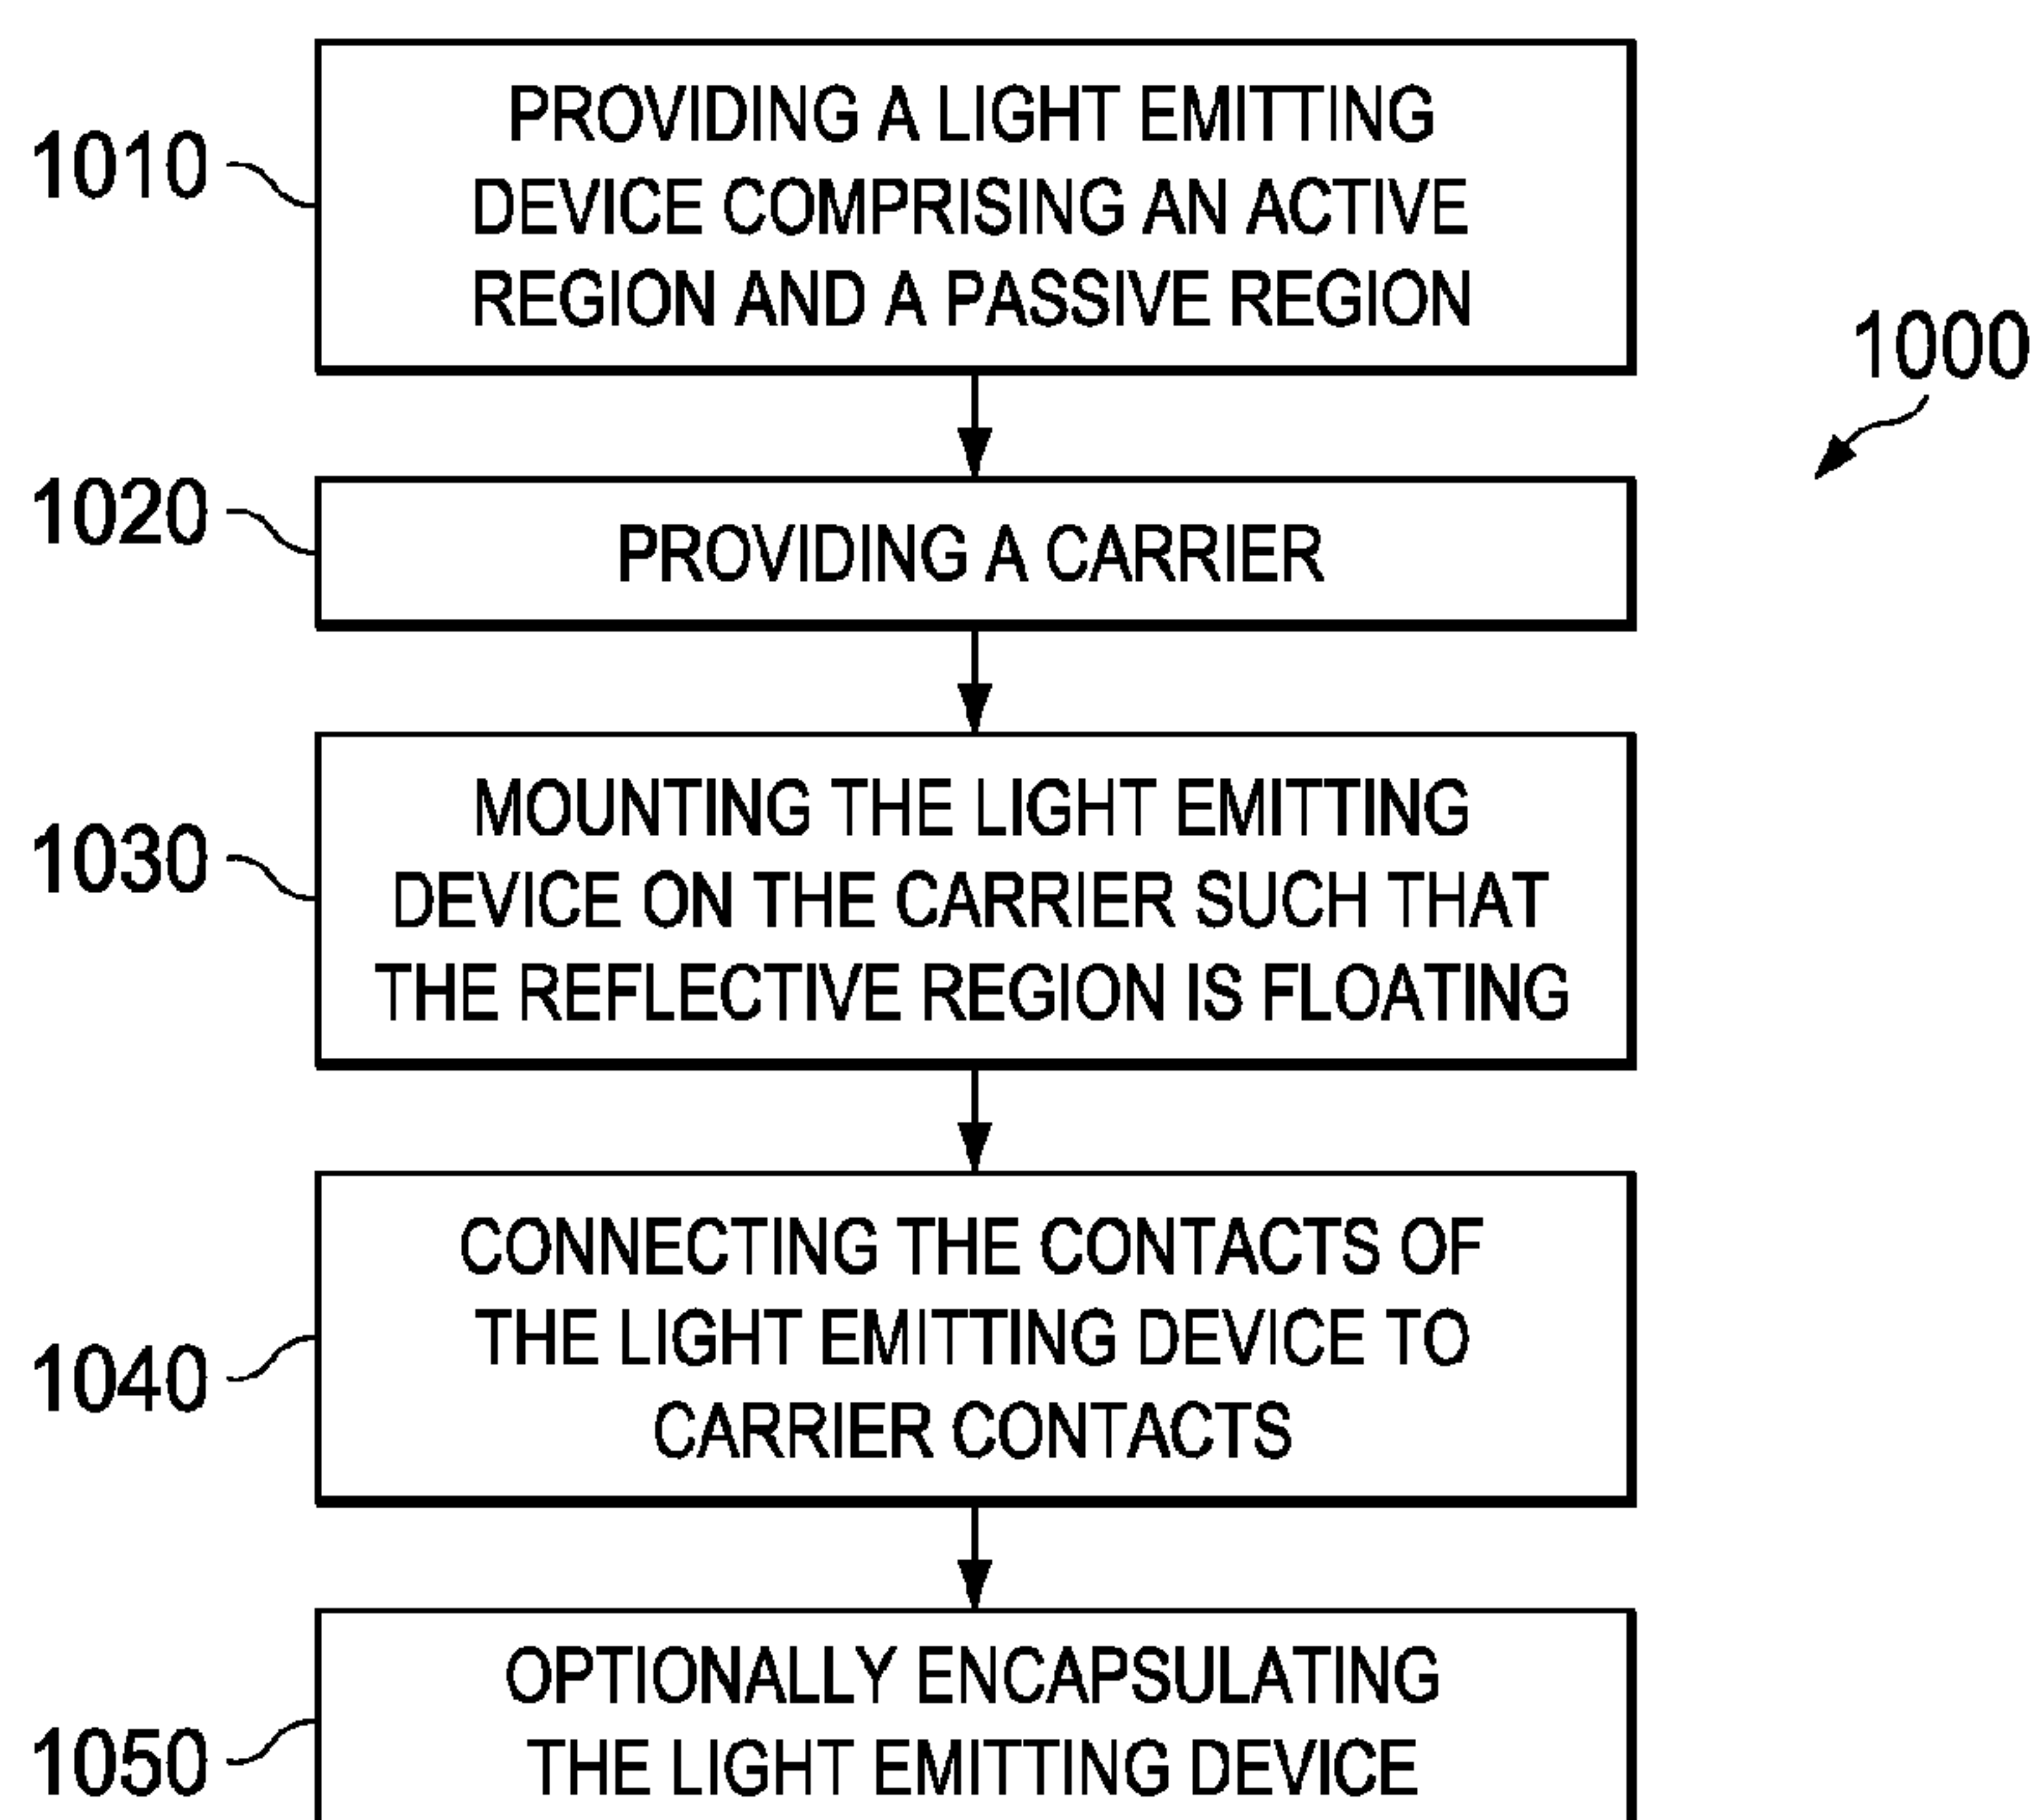 PROVIDING A LIGHT EMITTING
DEVICE COMPRISING AN ACTIVE
REGION AND A PASSIVE REGION
1010
1000
1020
PROVIDING A CARRIER
MOUNTING THE LIGHT EMITTING
DEVICE ON THE CARRIER SUCH THAT
THE REFLECTIVE REGION IS FLOATING
1030
CONNECTING THE CONTACTS OF
THE LIGHT EMITTING DEVICE TO
CARRIER CONTACTS
1040
OPTIONALLY ENCAPSULATING
THE LIGHT EMITTING DEVICE
1050